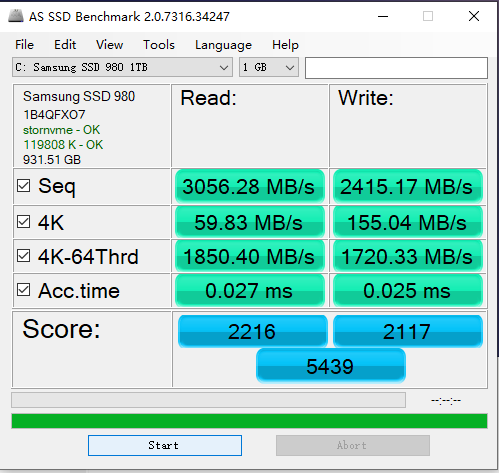 AS SSD Benchmark 2.0.7316.34247
File Edit View Tools Language Help
C: Samsung SSD 980 1TB 1 GB
Samsung SSD 980
1B4QFXO7
stornvme - OK
119808 K - OK
931.51 GB
Read: Write:
Seq 3056.28 MB/s 2415.17 MB/s
4K 59.83 MB/s 155.04 MB/s
4K-64Thrd 1850.40 MB/s 1720.33 MB/s
Acc.time 0.027 ms 0.025 ms
Score: 2216 2117
5439
--:--:--
Start Abort